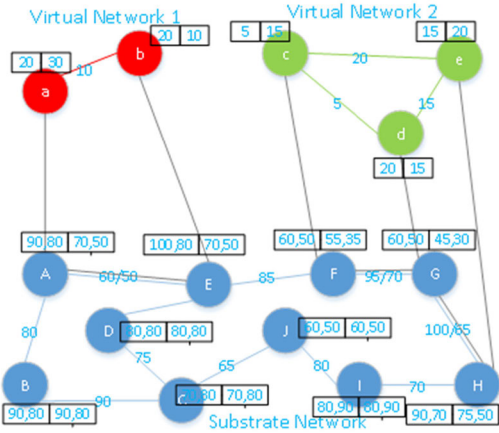 Virtual Network 1
Virtual Network 2
20 10
5 15
15 20
b
c
20
e
20 30
10
a
5
15
d
20 15
90,80 70,50
100,80 70,50
60,50 55,35
60,50 45,30
A
60/50
E
85
F
95/70
G
80
D
80,80
J
60,50 60,50
100/65
75
65
80
B
90
70,80
I
70
H
90,80 90,80
80,90 60,90
90,70 75,50
Substrate Network